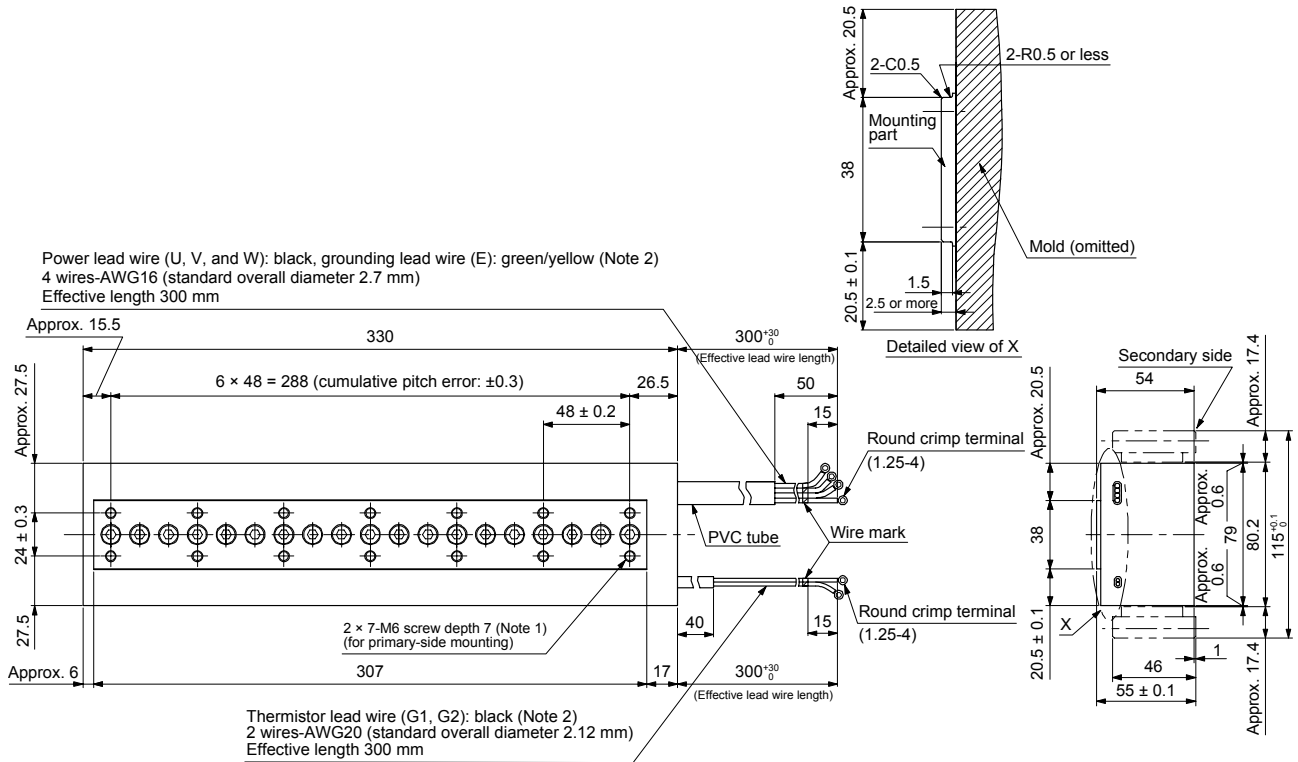 Approx. 20.5
2-C0.5
2-R0.5 or less
Mounting
part
38
Mold (omitted)
1.5
2.5 or more
20.5 ± 0.1
Detailed view of X
Power lead wire (U, V, and W): black, grounding lead wire (E): green/yellow (Note 2)
4 wires-AWG16 (standard overall diameter 2.7 mm)
Effective length 300 mm
Approx. 15.5
330
300 +30 0
(Effective lead wire length)
6 × 48 = 288 (cumulative pitch error: ±0.3)
26.5
50
48 ± 0.2
15
Approx. 27.5
24 ± 0.3
27.5
Round crimp terminal
(1.25-4)
PVC tube
Wire mark
Round crimp terminal
(1.25-4)
2 × 7-M6 screw depth 7 (Note 1)
(for primary-side mounting)
40
15
Approx. 6
307
17
300 +30 0
(Effective lead wire length)
Thermistor lead wire (G1, G2): black (Note 2)
2 wires-AWG20 (standard overall diameter 2.12 mm)
Effective length 300 mm
Secondary side
54
Approx. 20.5
Approx. 17.4
38
Approx.
0.6
79
80.2
115 +0.1 0
Approx.
0.6
20.5 ± 0.1
X
1
46
55 ± 0.1
Approx. 17.4